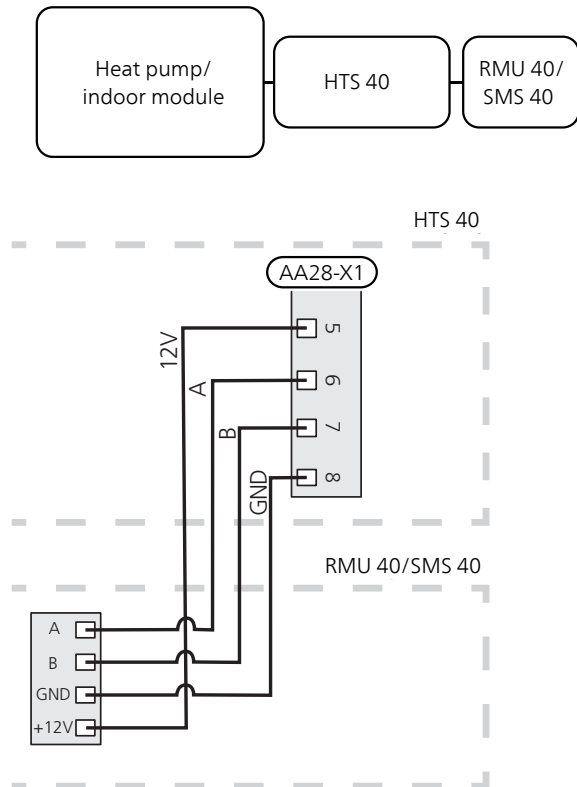 Heat pump/
indoor module
HTS 40
RMU 40/
SMS 40
HTS 40
AA28-X1
12V
5
A
6
B
7
GND
8
RMU 40/SMS 40
A
B
GND
+12V